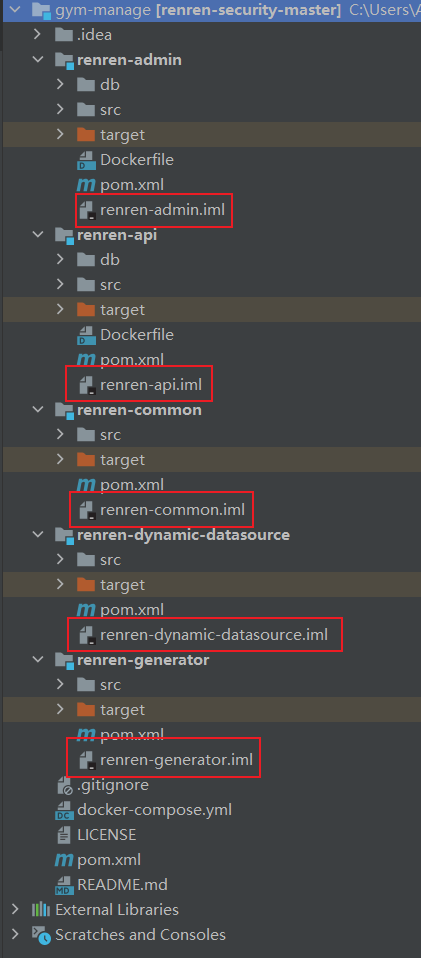 gym-manage [renren-security-master] C:\Users\A
.idea
renren-admin
db
src
target
Dockerfile
pom.xml
renren-admin.iml
renren-api
db
src
target
Dockerfile
pom.xml
renren-api.iml
renren-common
src
target
pom.xml
renren-common.iml
renren-dynamic-datasource
src
target
pom.xml
renren-dynamic-datasource.iml
renren-generator
src
target
pom.xml
renren-generator.iml
.gitignore
docker-compose.yml
LICENSE
pom.xml
README.md
External Libraries
Scratches and Consoles